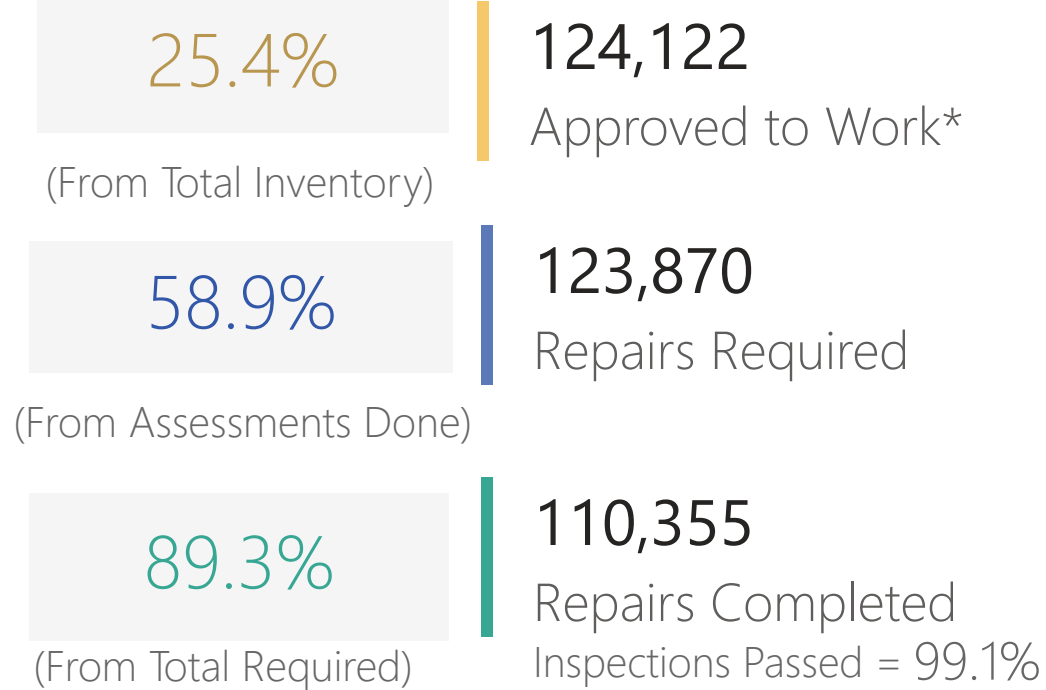 25.4%
124,122
Approved to Work*
(From Total Inventory)
58.9%
123,870
Repairs Required
(From Assessments Done)
89.3%
110,355
Repairs Completed
(From Total Required)
Inspections Passed = 99.1%